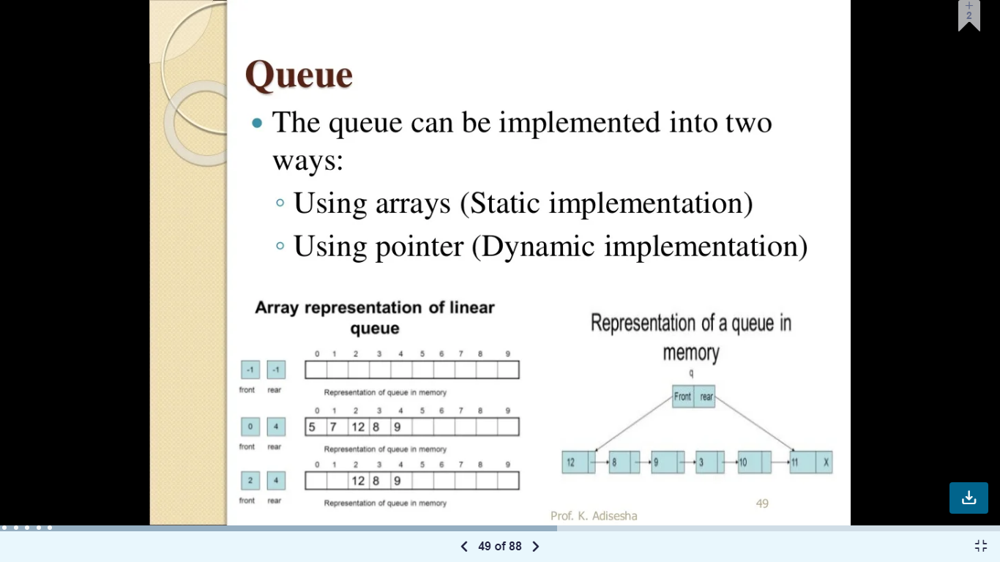 +
2
Queue
The queue can be implemented into two
ways:
Using arrays (Static implementation)
Using pointer (Dynamic implementation)
Array representation of linear
queue
0 1 2 3 4 5 6 7 8 9
-1 -1
front rear
Representation of queue in memory
0 1 2 3 4 5 6 7 8 9
0 4 5 7 12 8 9
front rear
Representation of queue in memory
0 1 2 3 4 5 6 7 8 9
2 4 12 8 9
front rear
Representation of queue in memory
Representation of a queue in
memory
q
Front rear
12 8 9 3 10 11 X
49
Prof. K. Adisesha
49 of 88